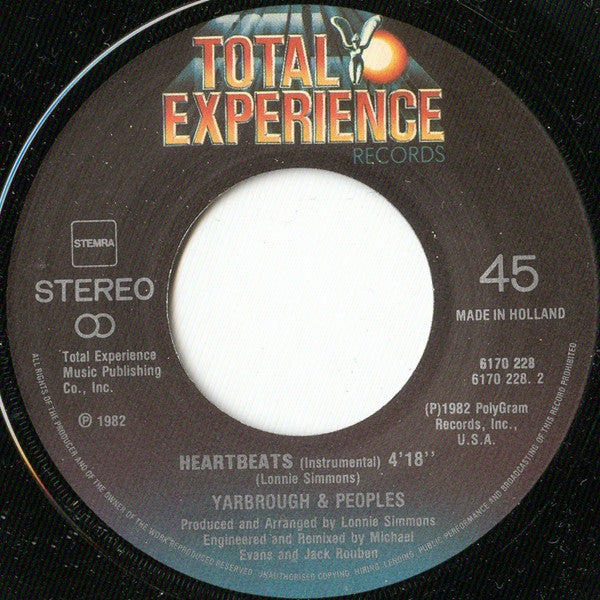 TOTAL
EXPERIENCE
RECORDS
STEMRA
STEREO
45
MADE IN HOLLAND
Total Experience
Music Publishing
Co., Inc.
6170 228
6170 228. 2
℗ 1982
(P)1982 PolyGram
Records, Inc.,
U.S.A.
HEARTBEATS (Instrumental) 4'18''
(Lonnie Simmons)
YARBROUGH & PEOPLES
Produced and Arranged by Lonnie Simmons
Engineered and Remixed by Michael
Evans and Jack Rouben
ALL RIGHTS OF THE PRODUCER AND OF THE OWNER OF THE WORK REPRODUCED RESERVED. UNAUTHORISED COPYING, HIRING, LENDING, PUBLIC PERFORMANCE AND BROADCASTING OF THIS RECORD PROHIBITED